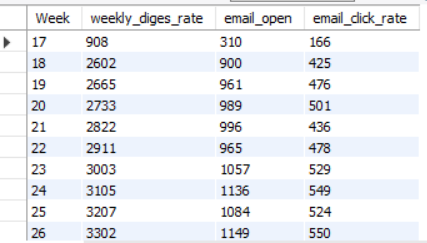 Week weekly_diges_rate email_open email_click_rate
17 908 310 166
18 2602 900 425
19 2665 961 476
20 2733 989 501
21 2822 996 436
22 2911 965 478
23 3003 1057 529
24 3105 1136 549
25 3207 1084 524
26 3302 1149 550